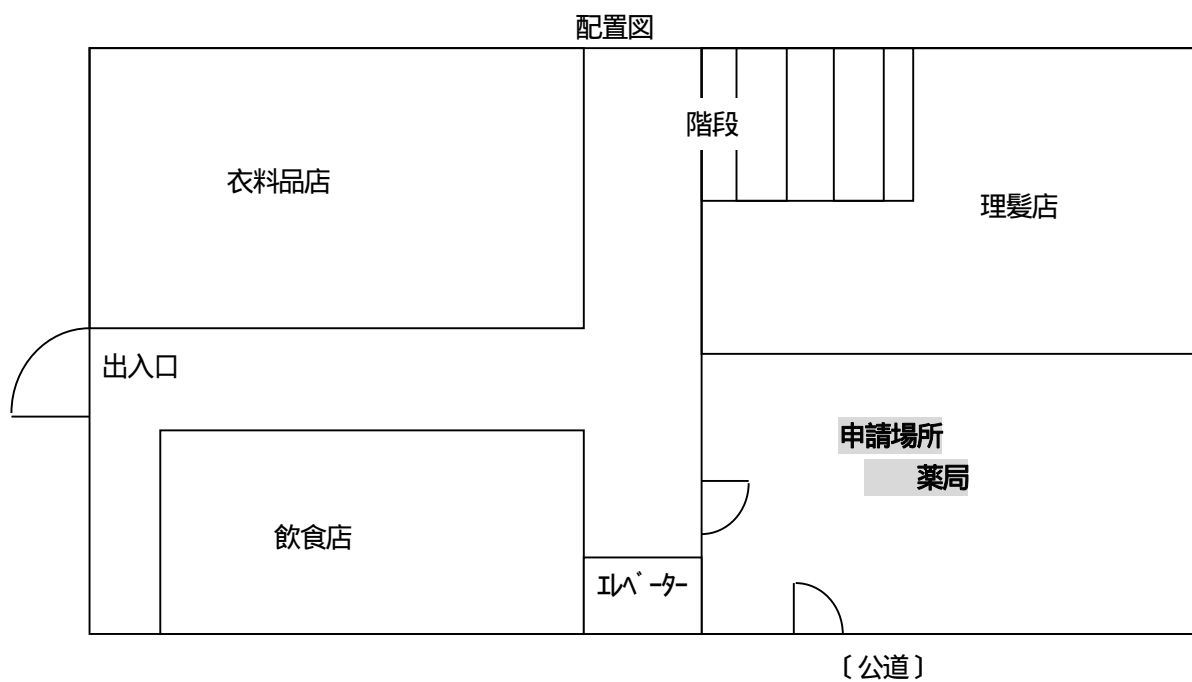 配置図
階段
衣料品店
理髪店
出入口
申請場所
薬局
飲食店
ｴﾚﾍﾞｰﾀｰ
〔公道〕